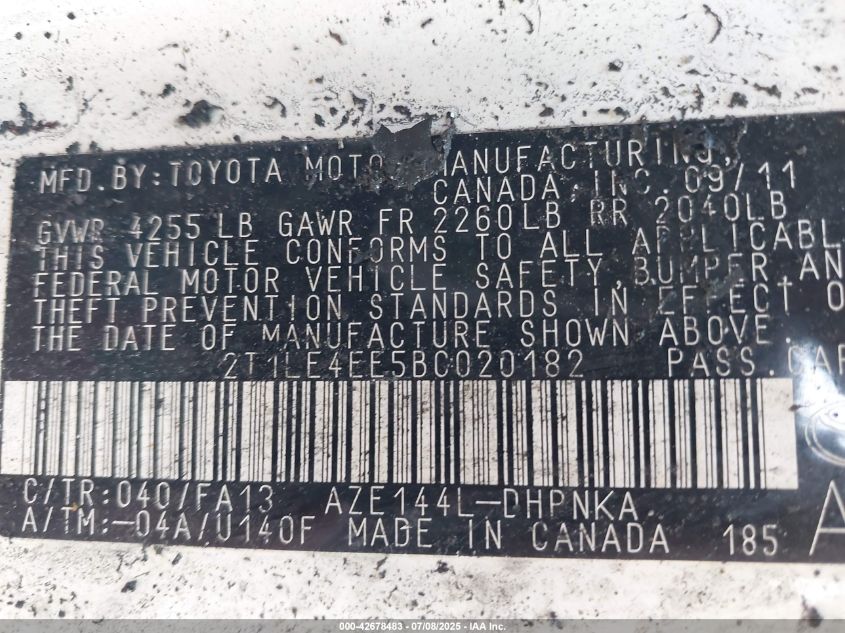 MFD.BY:TOYOTA MOTO MANUFACTURING,
CANADA,INC. 09/11
GVWR 4255 LB GAWR FR 2260LB RR 2040LB
THIS VEHICLE CONFORMS TO ALL APPLICABL
FEDERAL MOTOR VEHICLE SAFETY,BUMPER AN
THEFT PREVENTION STANDARDS IN EFFECT O
THE DATE OF MANUFACTURE SHOWN ABOVE.
2T1LE4EE5BC020182 PASS.CAR
C/TR:040/FA13 AZE144L-DHPNKA
A/TM:-04A/U140F MADE IN CANADA 185 A
000-42678483 - 07/08/2025 - IAA Inc.